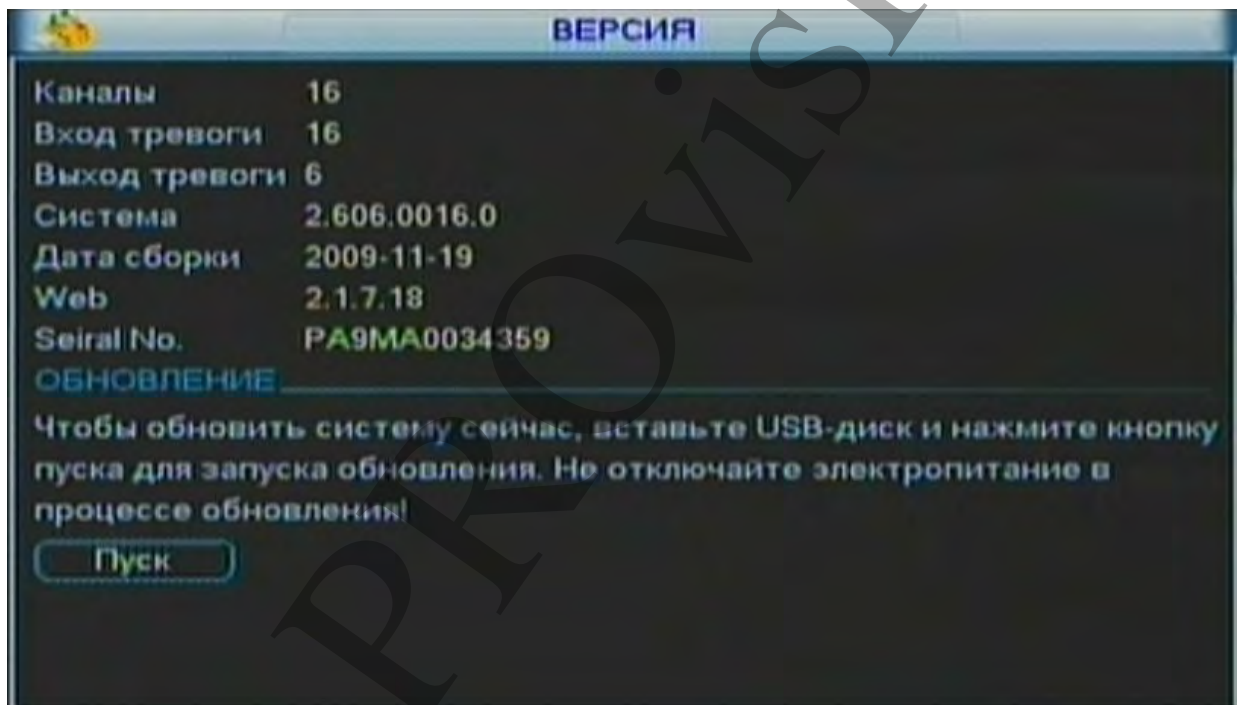 ВЕРСИЯ
Каналы 16
Вход тревоги 16
Выход тревоги 6
Система 2.606.0016.0
Дата сборки 2009-11-19
Web 2.1.7.18
Seiral No. PA9MA0034359
ОБНОВЛЕНИЕ
Чтобы обновить систему сейчас, вставьте USB-диск и нажмите кнопку
пуска для запуска обновления. Не отключайте электропитание в
процессе обновления!
Пуск
PROvis